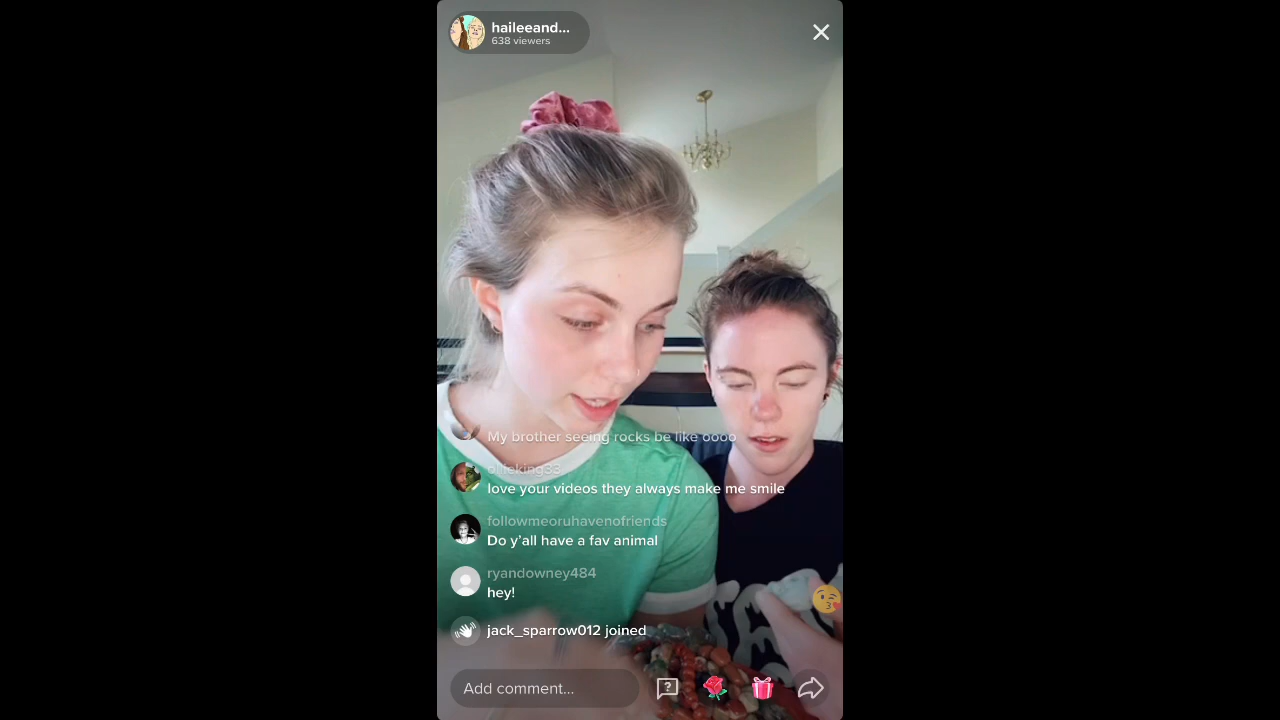 haileeand...
638 viewers
My brother seeing rocks be like oooo
love your videos they always make me smile
followmeoruhavenofriends
Do y'all have a fav animal
ryandowney484
hey!
jack_sparrow012 joined
Add comment...